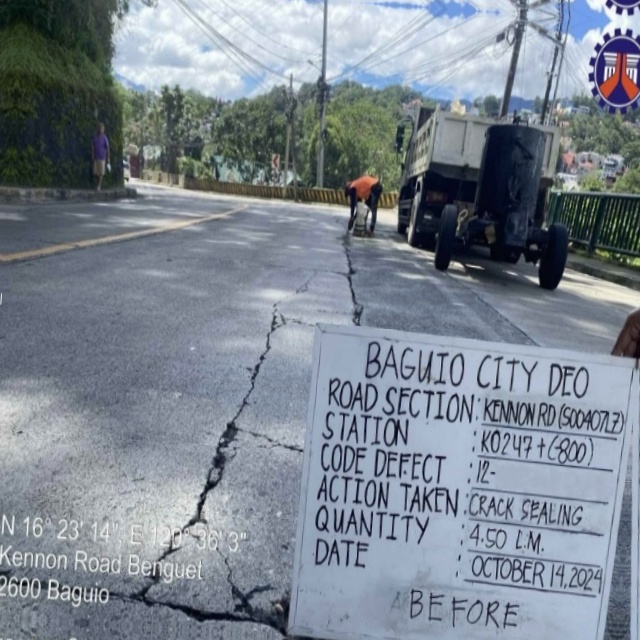 BAGUIO CITY DEO
ROAD SECTION: KENNON RD (S00407LZ)
STATION : K0247 + (-800)
CODE DEFECT : 12-
ACTION TAKEN : CRACK SEALING
QUANTITY : 4.50 L.M.
DATE : OCTOBER 14, 2024
BEFORE
N 16° 23' 14", E 120° 36' 3"
Kennon Road Benguet
2600 Baguio